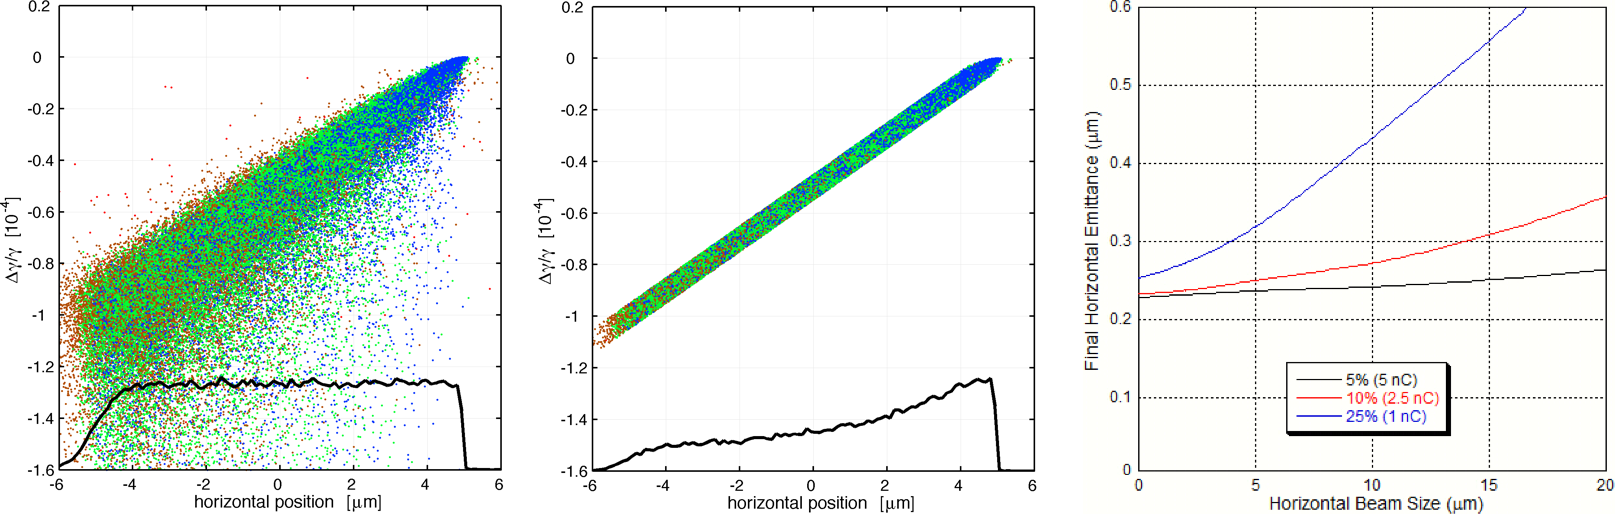 0.2
0
-0.2
-0.4
-0.6
-0.8
-1
-1.2
-1.4
-1.6
Δγ/γ [10⁻⁴]
-6 -4 -2 0 2 4 6
horizontal position [μm]
0.2
0
-0.2
-0.4
-0.6
-0.8
-1
-1.2
-1.4
-1.6
Δγ/γ [10⁻⁴]
-6 -4 -2 0 2 4 6
horizontal position [μm]
0.6
0.5
0.4
0.3
0.2
0.1
0
Final Horizontal Emittance (μm)
5% (5 nC)
10% (2.5 nC)
25% (1 nC)
0 5 10 15 20
Horizontal Beam Size (μm)